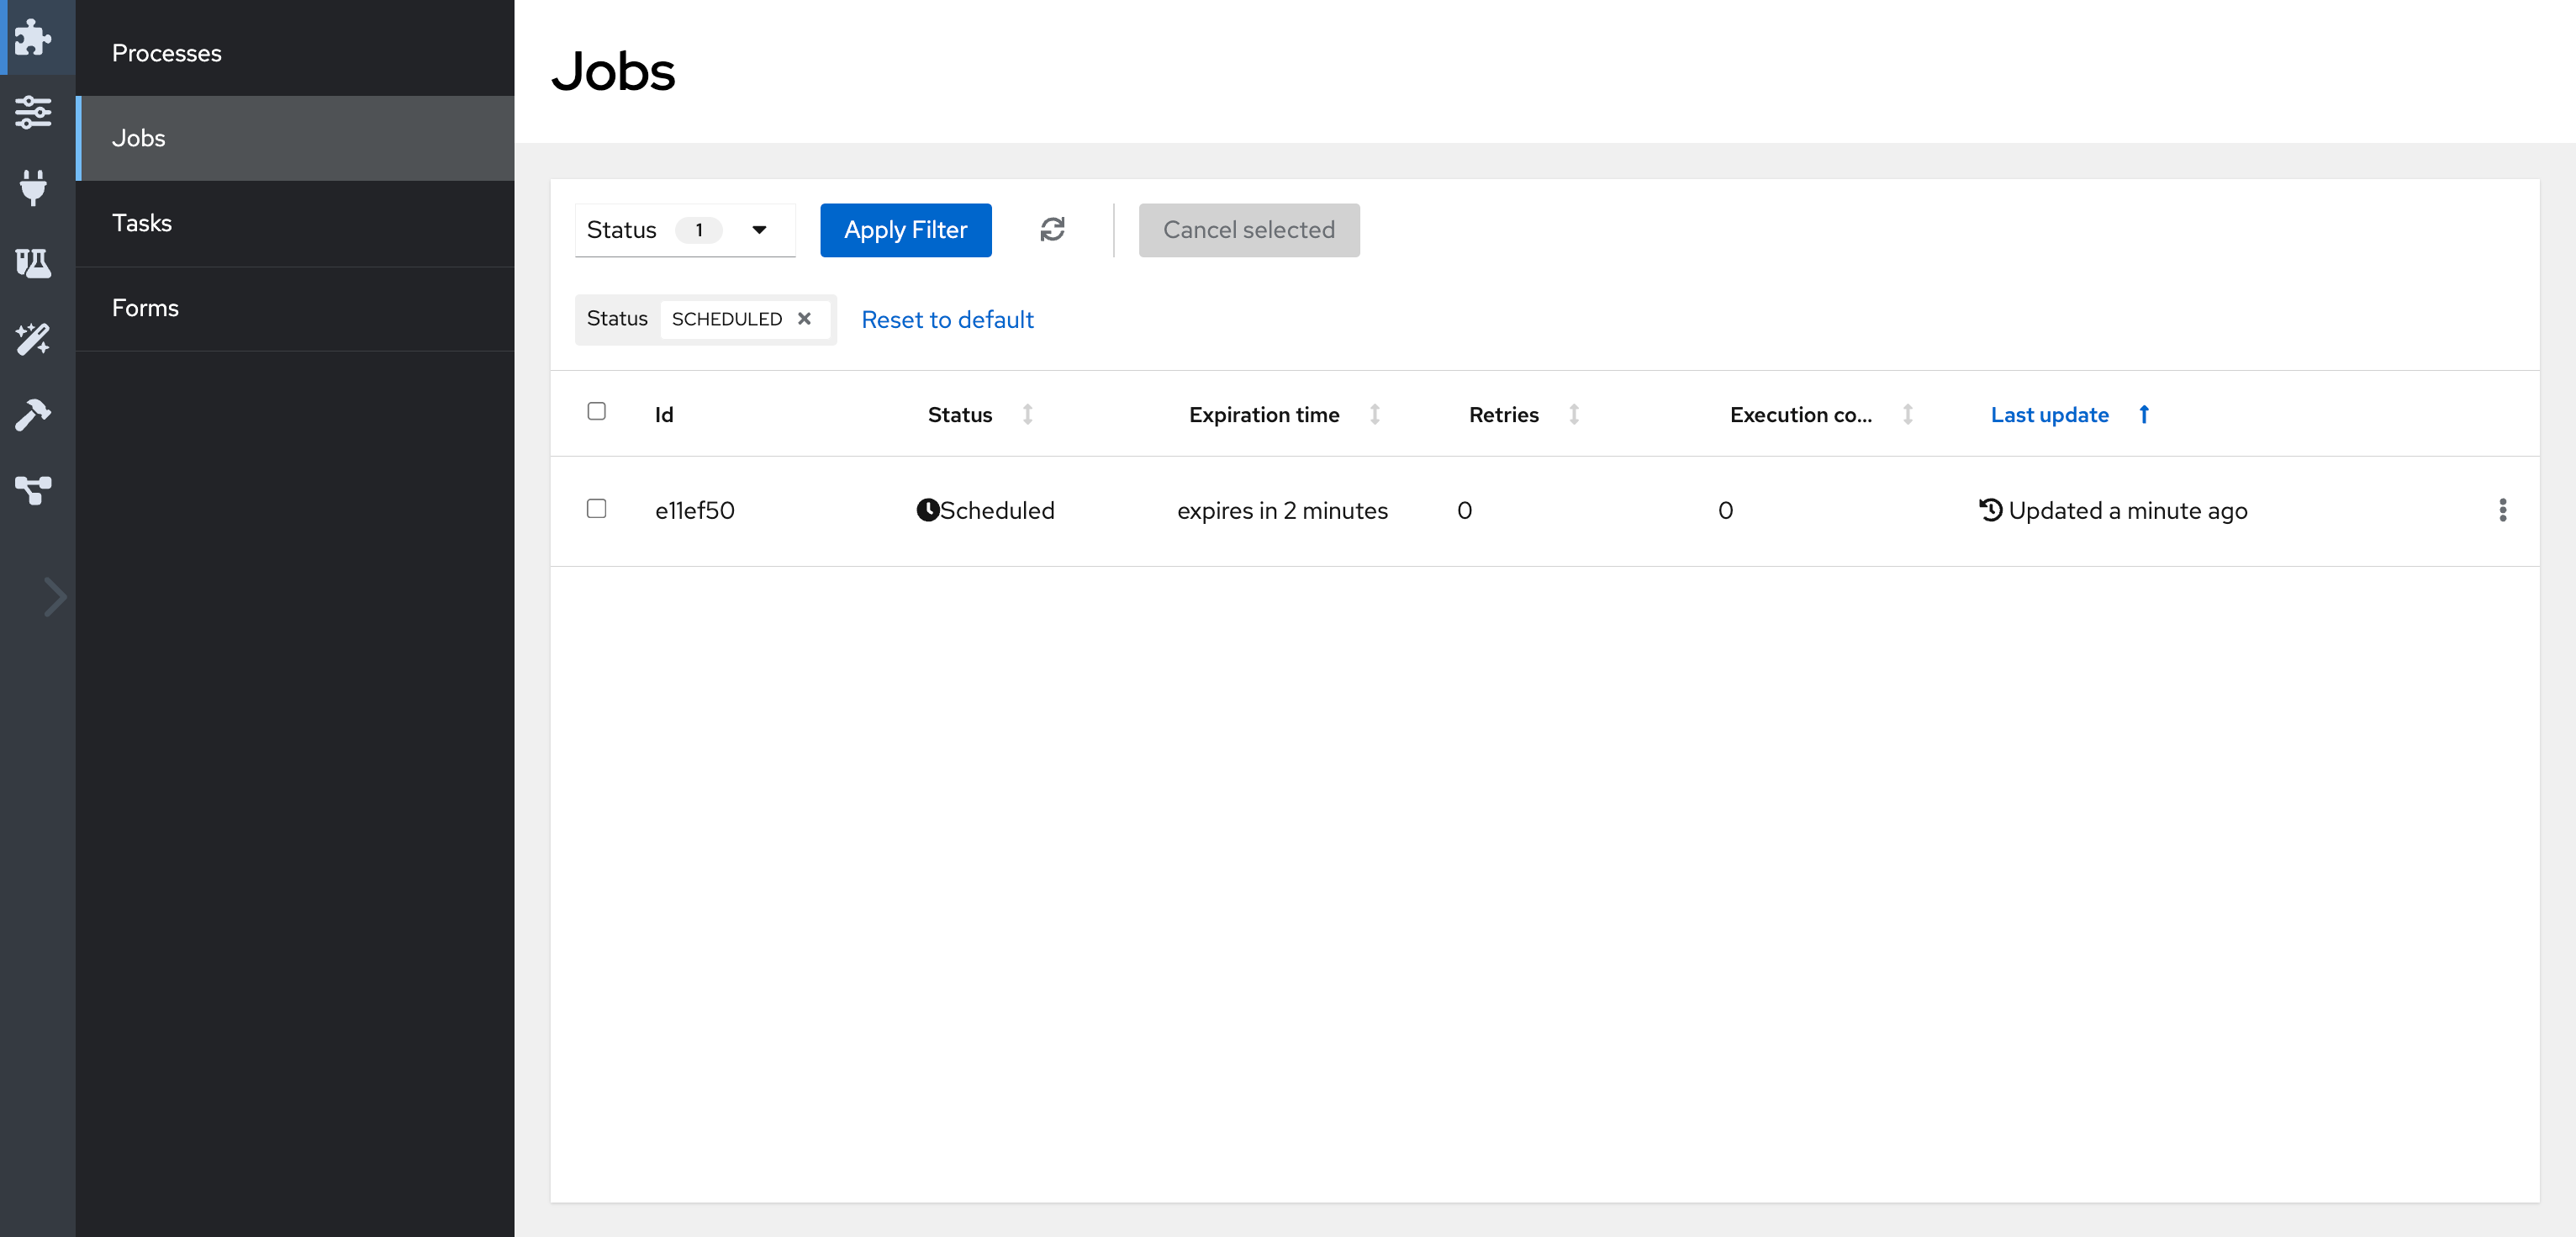 Processes
Jobs
Tasks
Forms
Jobs
Status 1
Apply Filter
Cancel selected
Status SCHEDULED
Reset to default
Id Status Expiration time Retries Execution co... Last update
e11ef50 Scheduled expires in 2 minutes 0 0 Updated a minute ago